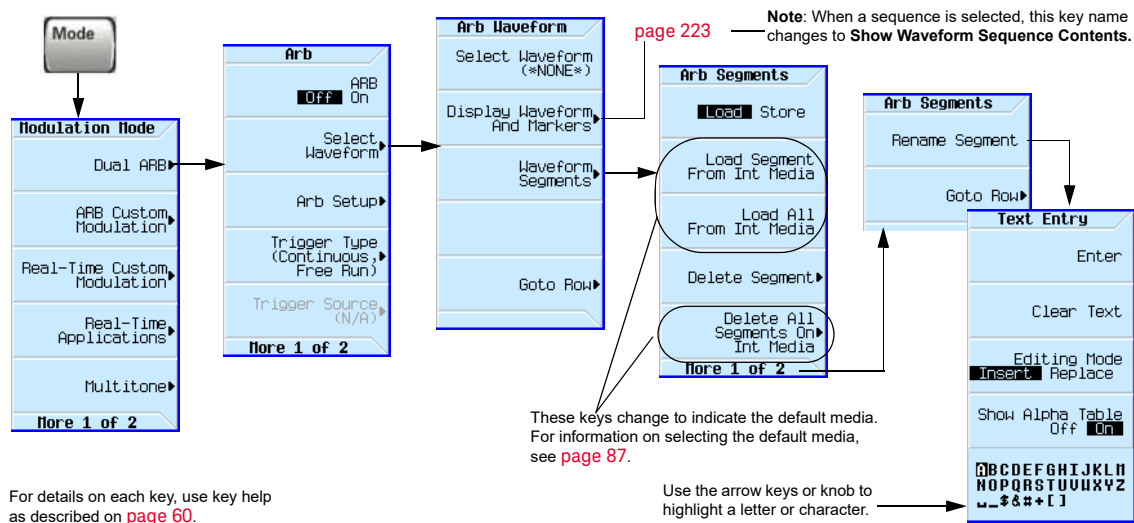 Mode
Modulation Mode
Dual ARB
ARB Custom
Modulation
Real-Time Custom
Modulation
Real-Time
Applications
Multitone
More 1 of 2
Arb
ARB
Off On
Select
Waveform
Arb Setup
Trigger Type
(Continuous,
Free Run)
Trigger Source
(N/A)
More 1 of 2
Arb Waveform
Select Waveform
(*NONE*)
Display Waveform
And Markers
Waveform
Segments
Goto Row
page 223
Note: When a sequence is selected, this key name
changes to Show Waveform Sequence Contents.
Arb Segments
Load Store
Load Segment
From Int Media
Load All
From Int Media
Delete Segment
Delete All
Segments On
Int Media
More 1 of 2
Arb Segments
Rename Segment
Goto Row
Text Entry
Enter
Clear Text
Editing Mode
Insert Replace
Show Alpha Table
Off On
ABCDEFGHIJKLM
NOPQRSTUVWXYZ
␣_$&#+[]
These keys change to indicate the default media.
For information on selecting the default media,
see page 87.
Use the arrow keys or knob to
highlight a letter or character.
For details on each key, use key help
as described on page 60.